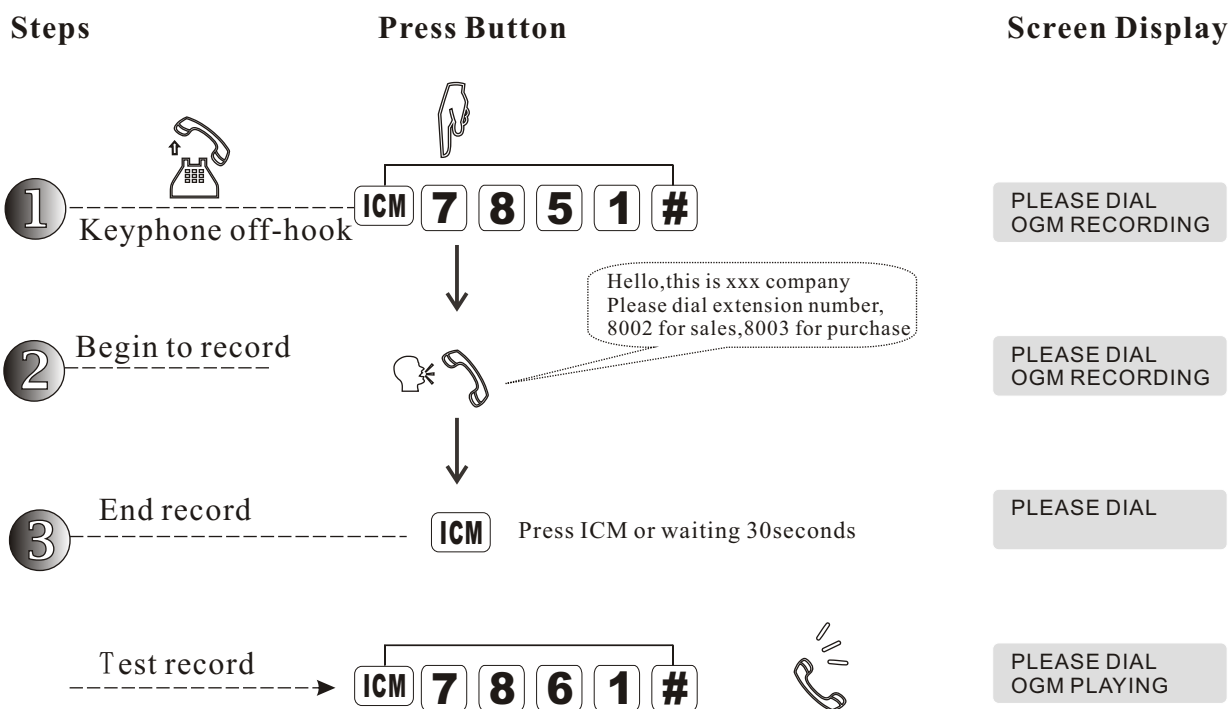 Steps Press Button Screen Display
1 Keyphone off-hook ICM 7 8 5 1 # PLEASE DIAL
OGM RECORDING
Hello,this is xxx company
Please dial extension number,
8002 for sales,8003 for purchase
2 Begin to record PLEASE DIAL
OGM RECORDING
3 End record ICM Press ICM or waiting 30seconds PLEASE DIAL
Test record ICM 7 8 6 1 # PLEASE DIAL
OGM PLAYING